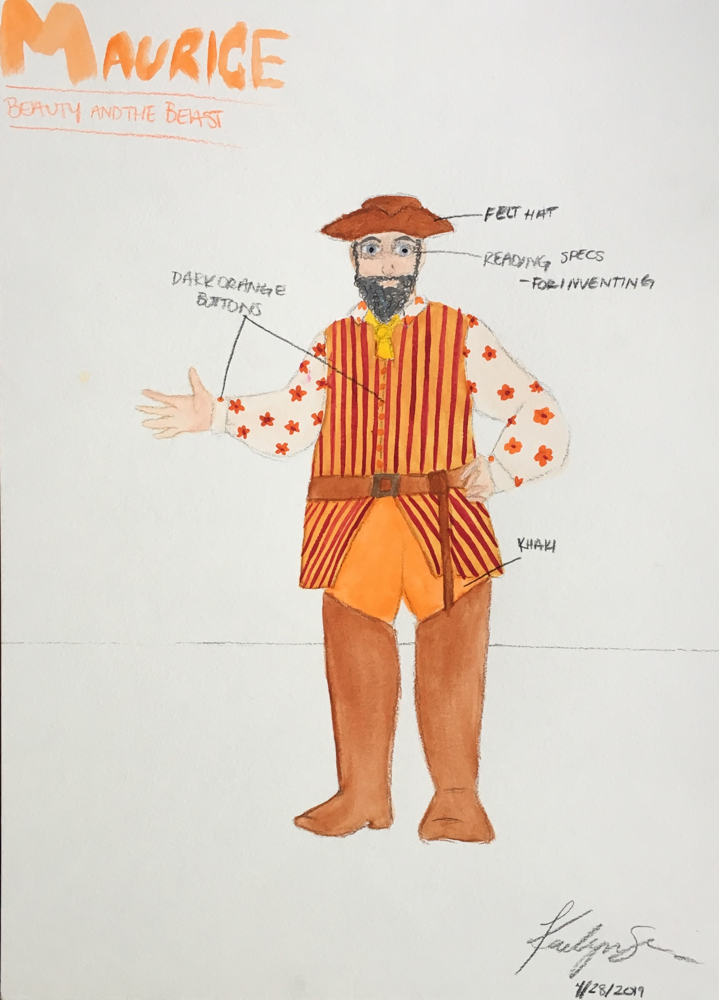 MAURICE
BEAUTY AND THE BEAST
FELT HAT
READING SPECS
-FOR INVENTING
DARK ORANGE
BUTTONS
KHAKI
4/28/2019